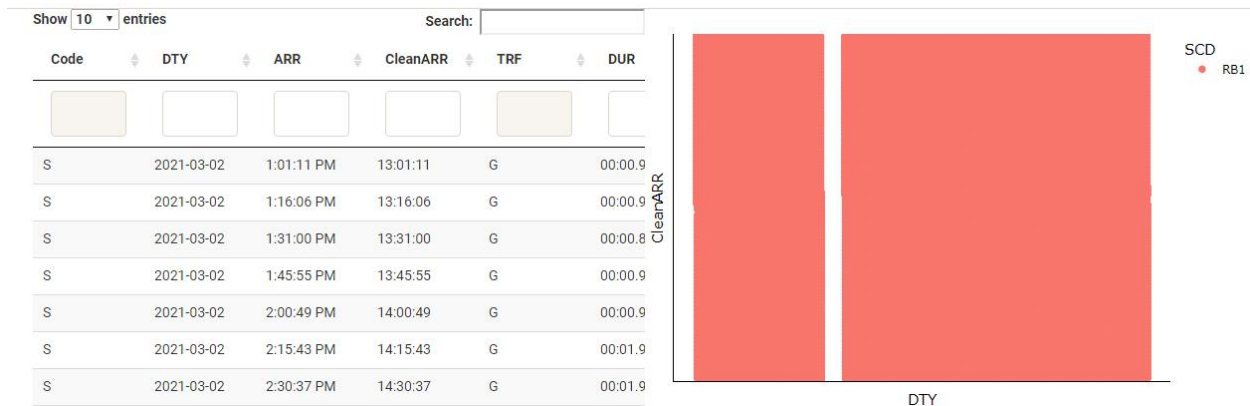 Show 10 entries Search:
Code DTY ARR CleanARR TRF DUR
S 2021-03-02 1:01:11 PM 13:01:11 G 00:00.9
S 2021-03-02 1:16:06 PM 13:16:06 G 00:00.9
S 2021-03-02 1:31:00 PM 13:31:00 G 00:00.8
S 2021-03-02 1:45:55 PM 13:45:55 G 00:00.9
S 2021-03-02 2:00:49 PM 14:00:49 G 00:00.9
S 2021-03-02 2:15:43 PM 14:15:43 G 00:01.9
S 2021-03-02 2:30:37 PM 14:30:37 G 00:01.9
CleanARR
DTY
SCD
RB1